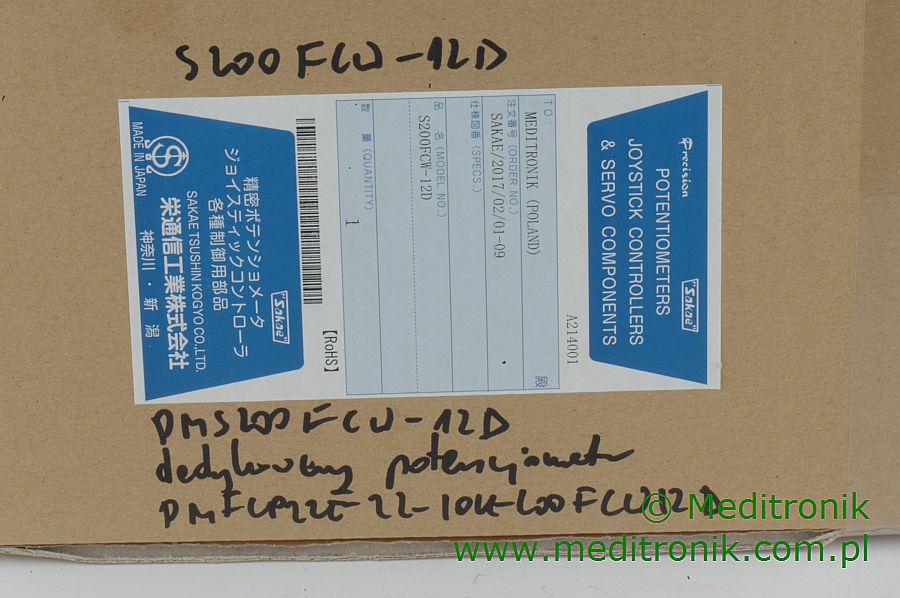 S200FCW-12D
Precision
POTENTIOMETERS
JOYSTICK CONTROLLERS
& SERVO COMPONENTS
Sakae
A214001
TO:
MEDITRONIK (POLAND)
殿
注文番号 (ORDER NO.)
SAKAE/2017/02/01-09
仕様図番 (SPECS.)
品 名 (MODEL NO.)
S200FCW-12D
数 量 (QUANTITY)
1
【RoHS】
Sakae
精密ポテンショメータ
ジョイスティックコントローラ
各種制御用部品
SAKAE TSUSHIN KOGYO CO.,LTD.
栄通信工業株式会社
神奈川・新潟
MADE IN JAPAN
PMS200FCW-12D
dedykowany potencjometr
© Meditronik
www.meditronik.com.pl